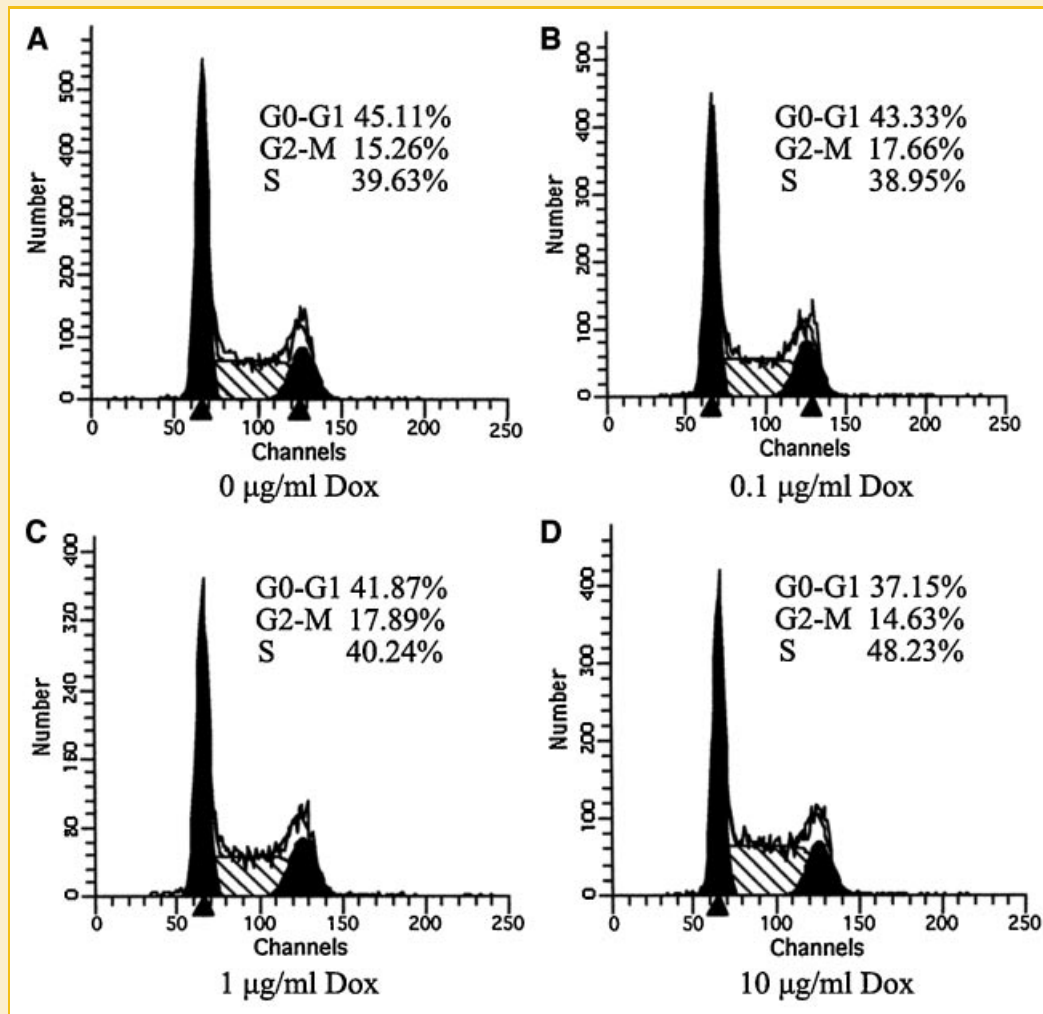 A
Number
500
400
300
200
100
0
G0-G1 45.11%
G2-M 15.26%
S 39.63%
0 50 100 150 200 250
Channels
0 μg/ml Dox
B
Number
500
400
300
200
100
0
G0-G1 43.33%
G2-M 17.66%
S 38.95%
0 50 100 150 200 250
Channels
0.1 μg/ml Dox
C
Number
400
320
240
160
80
0
G0-G1 41.87%
G2-M 17.89%
S 40.24%
0 50 100 150 200 250
Channels
1 μg/ml Dox
D
Number
400
300
200
100
0
G0-G1 37.15%
G2-M 14.63%
S 48.23%
0 50 100 150 200 250
Channels
10 μg/ml Dox